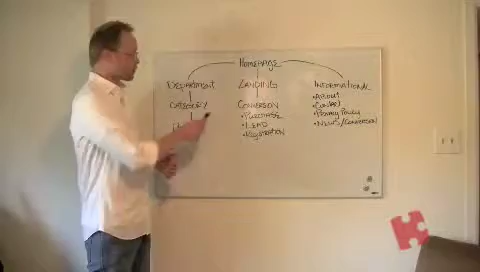 HOMEPAGE
DEPARTMENT
CATEGORY
LANDING
CONVERSION
• PURCHASE
• LEAD
• REGISTRATION
INFORMATIONAL
• ABOUT
• CONTACT
• PRIVACY POLICY